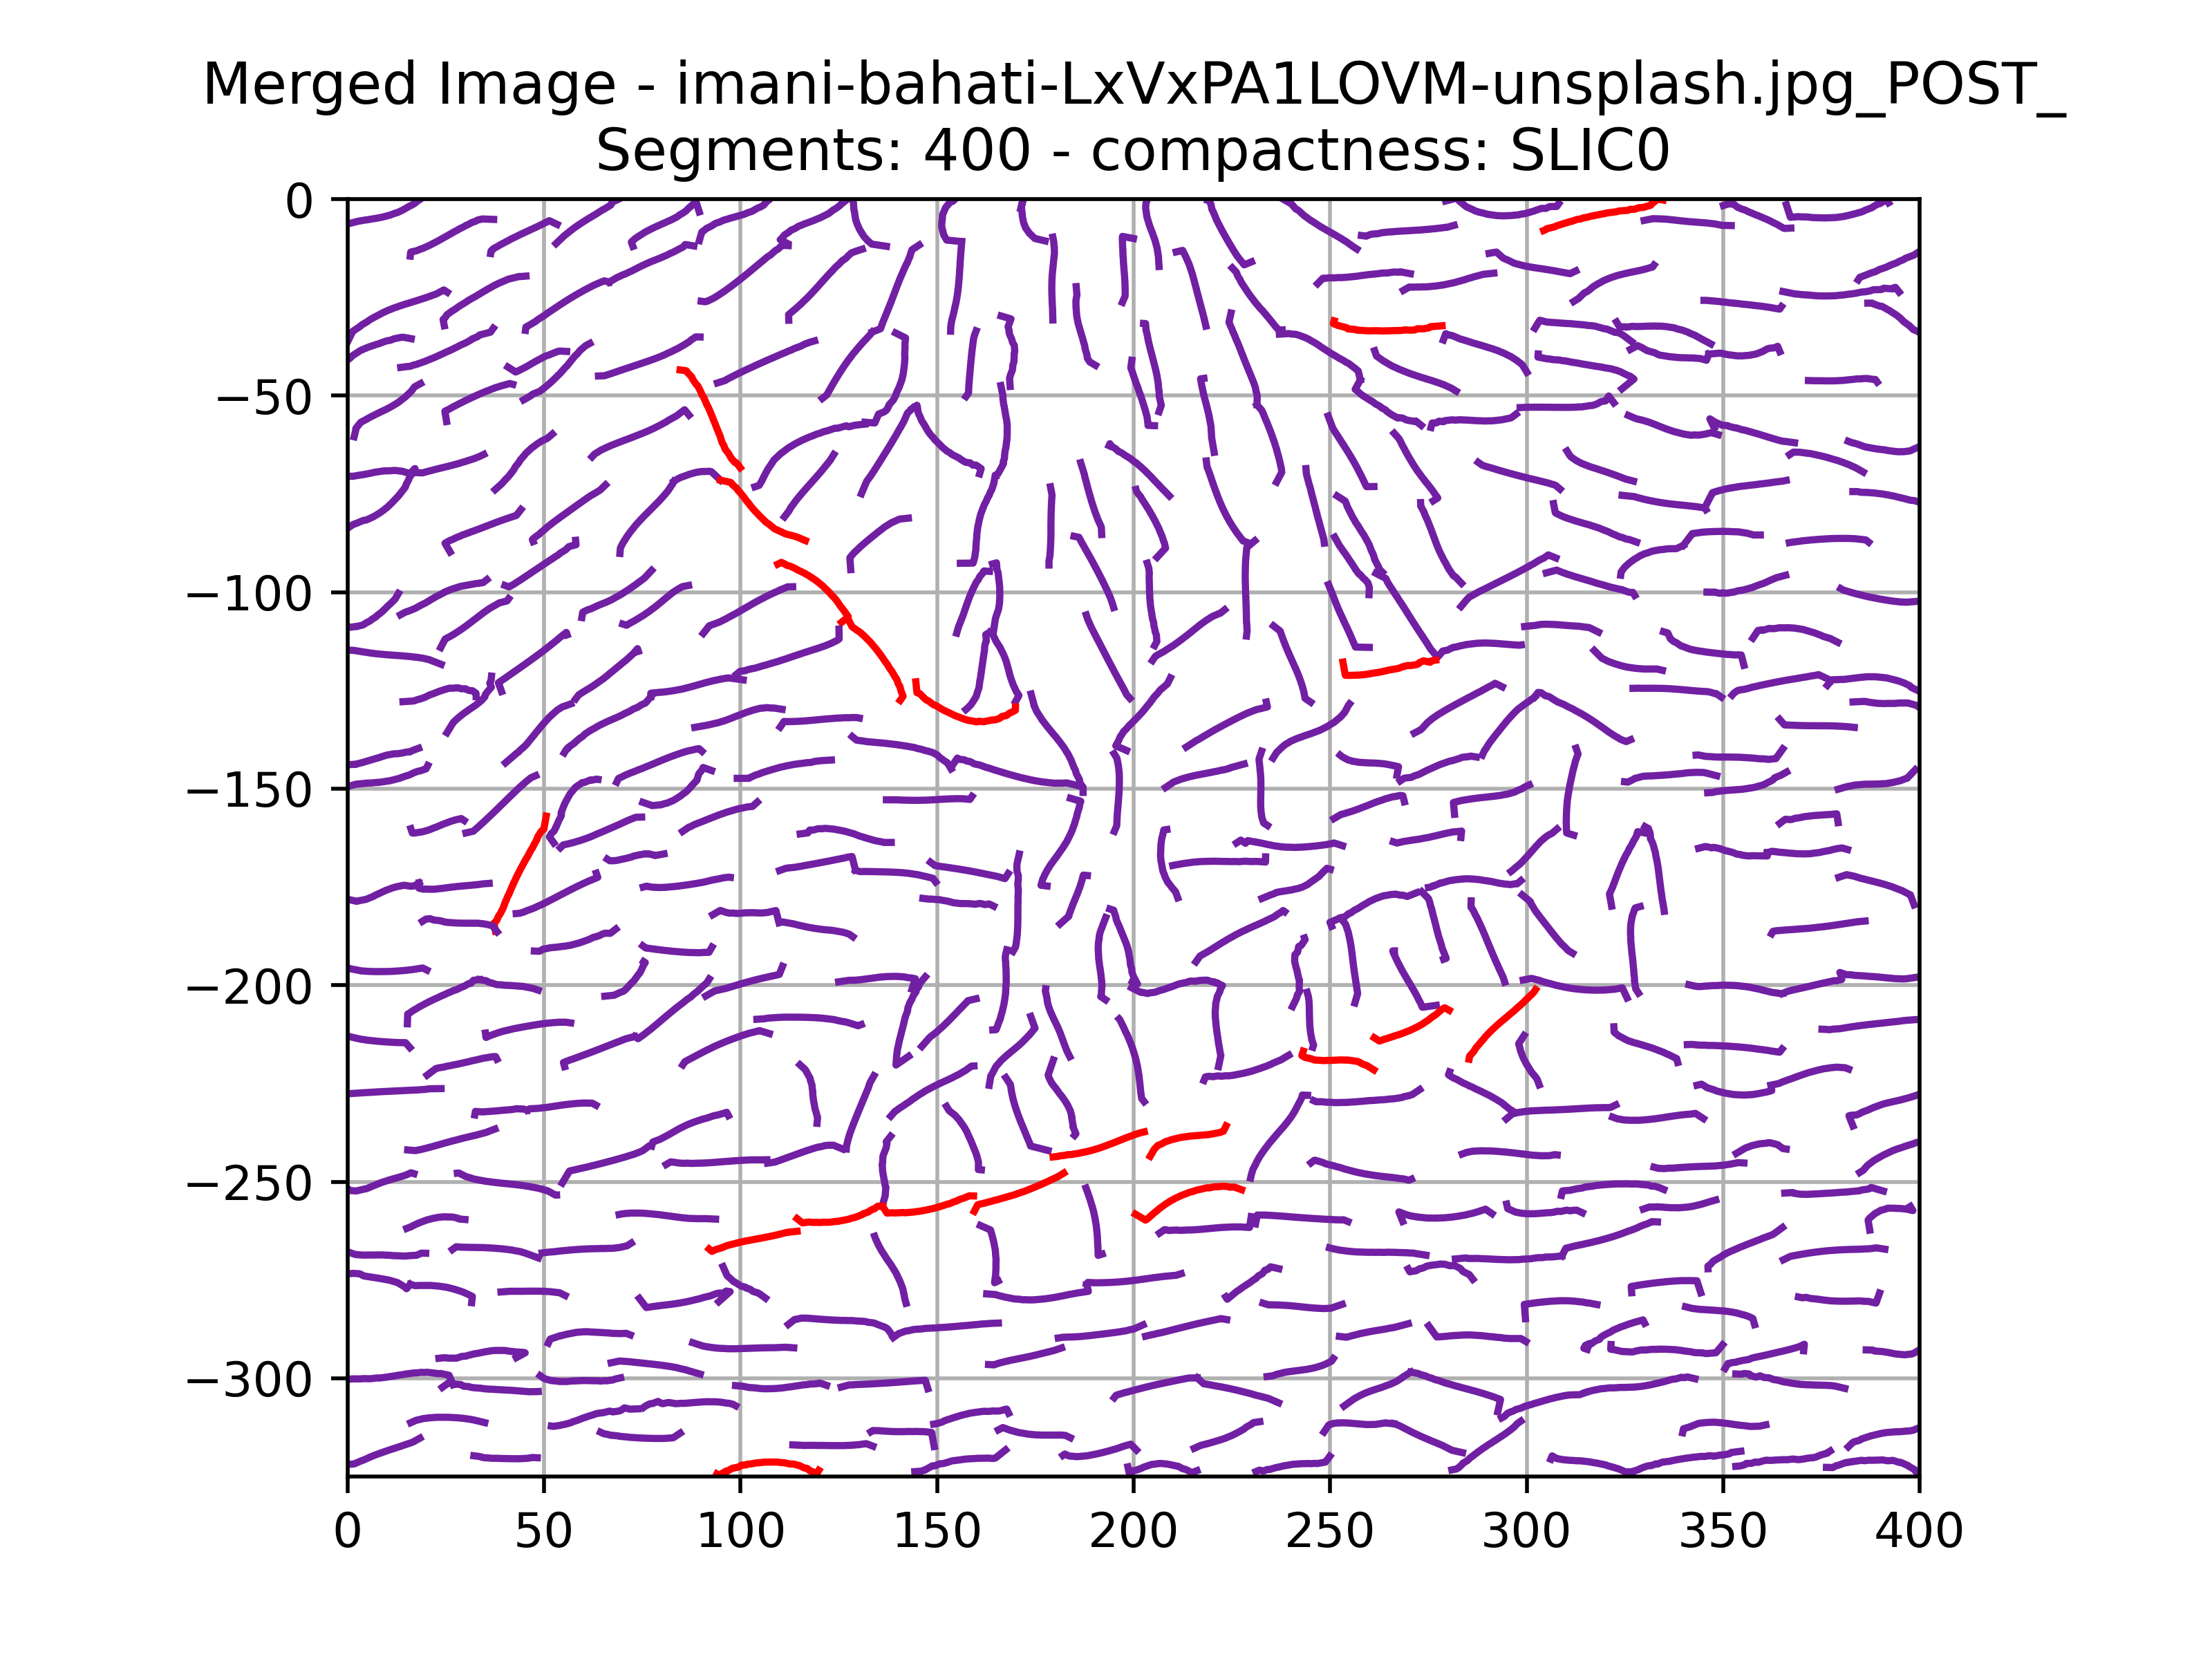 Merged Image - imani-bahati-LxVxPA1LOVM-unsplash.jpg_POST_
Segments: 400 - compactness: SLIC0
0
−50
−100
−150
−200
−250
−300
0 50 100 150 200 250 300 350 400